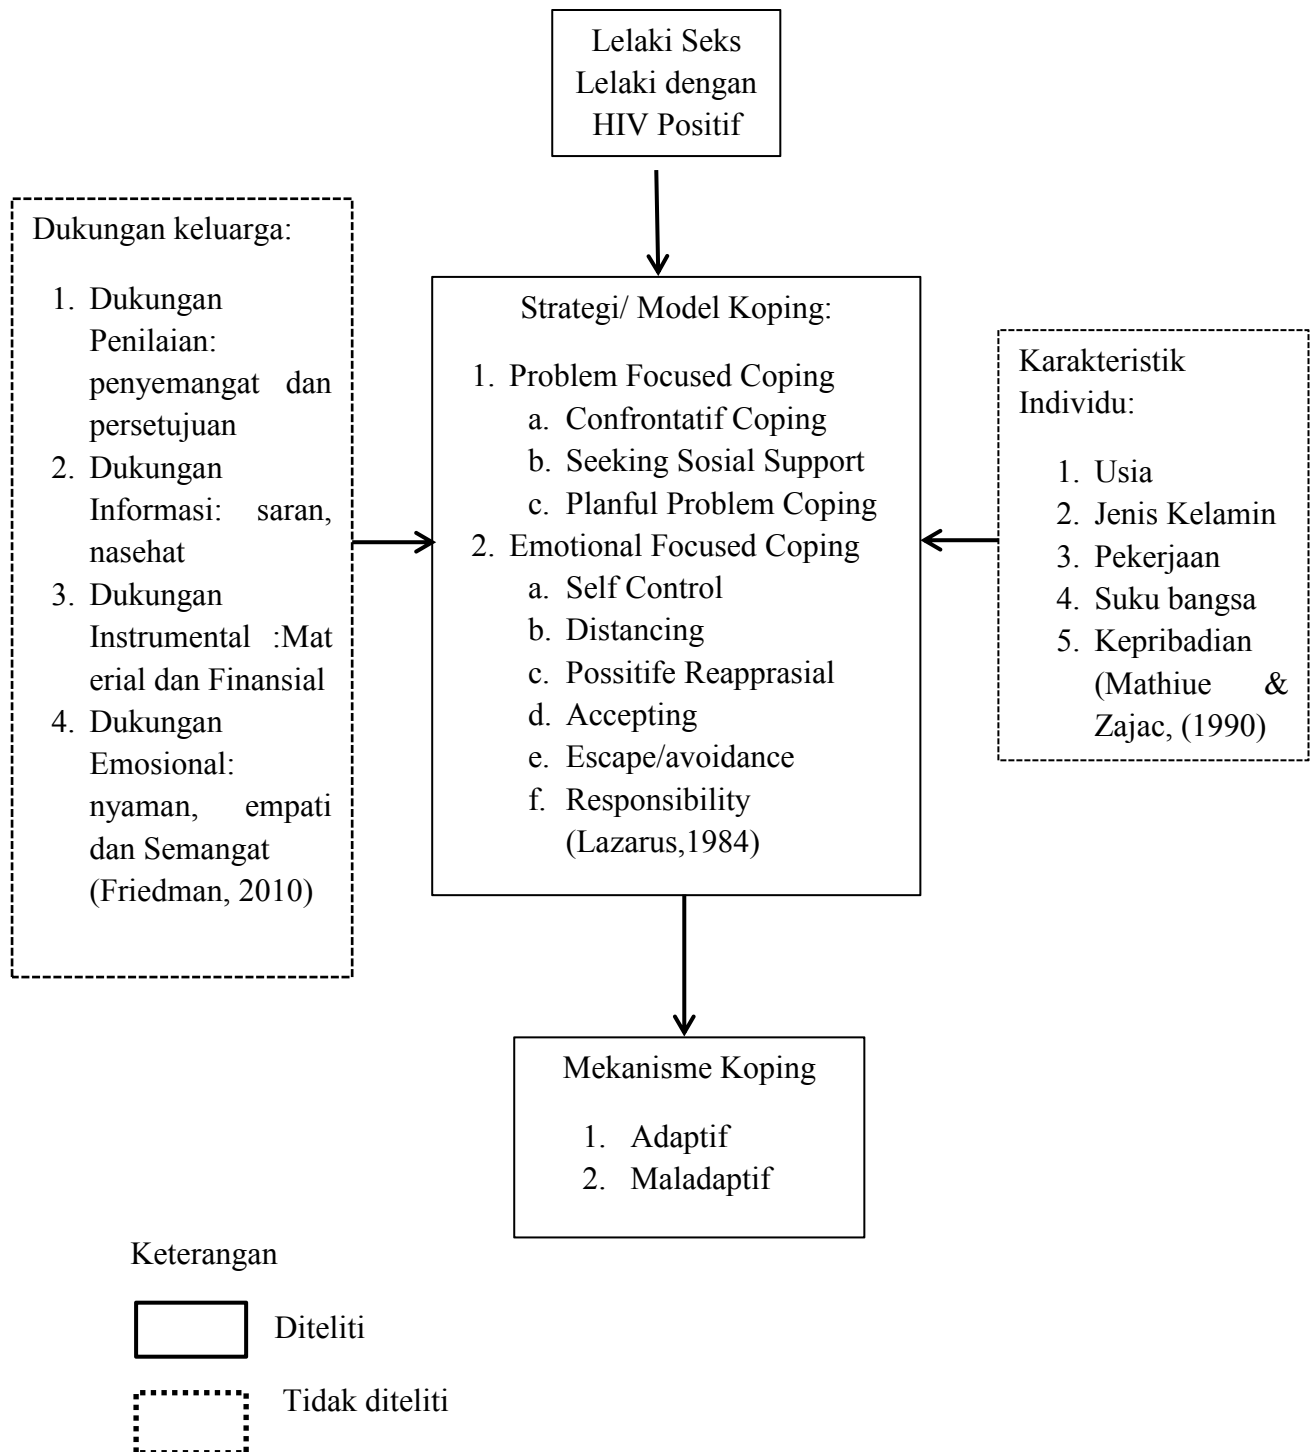 Lelaki Seks
Lelaki dengan
HIV Positif
Dukungan keluarga:
1. Dukungan
Penilaian:
penyemangat dan
persetujuan
2. Dukungan
Informasi: saran,
nasehat
3. Dukungan
Instrumental :Mat
erial dan Finansial
4. Dukungan
Emosional:
nyaman, empati
dan Semangat
(Friedman, 2010)
Strategi/ Model Koping:
1. Problem Focused Coping
a. Confrontatif Coping
b. Seeking Sosial Support
c. Planful Problem Coping
2. Emotional Focused Coping
a. Self Control
b. Distancing
c. Possitife Reapprasial
d. Accepting
e. Escape/avoidance
f. Responsibility
(Lazarus,1984)
Karakteristik
Individu:
1. Usia
2. Jenis Kelamin
3. Pekerjaan
4. Suku bangsa
5. Kepribadian
(Mathiue &
Zajac, (1990)
Mekanisme Koping
1. Adaptif
2. Maladaptif
Keterangan
Diteliti
Tidak diteliti